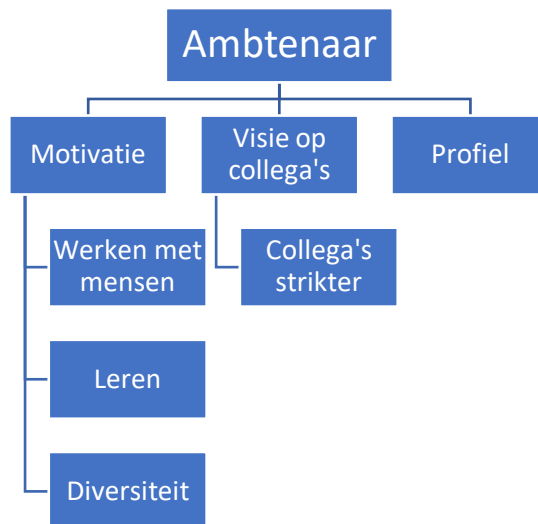 Ambtenaar
Motivatie
Visie op
collega's
Profiel
Werken met
mensen
Collega's
strikter
Leren
Diversiteit